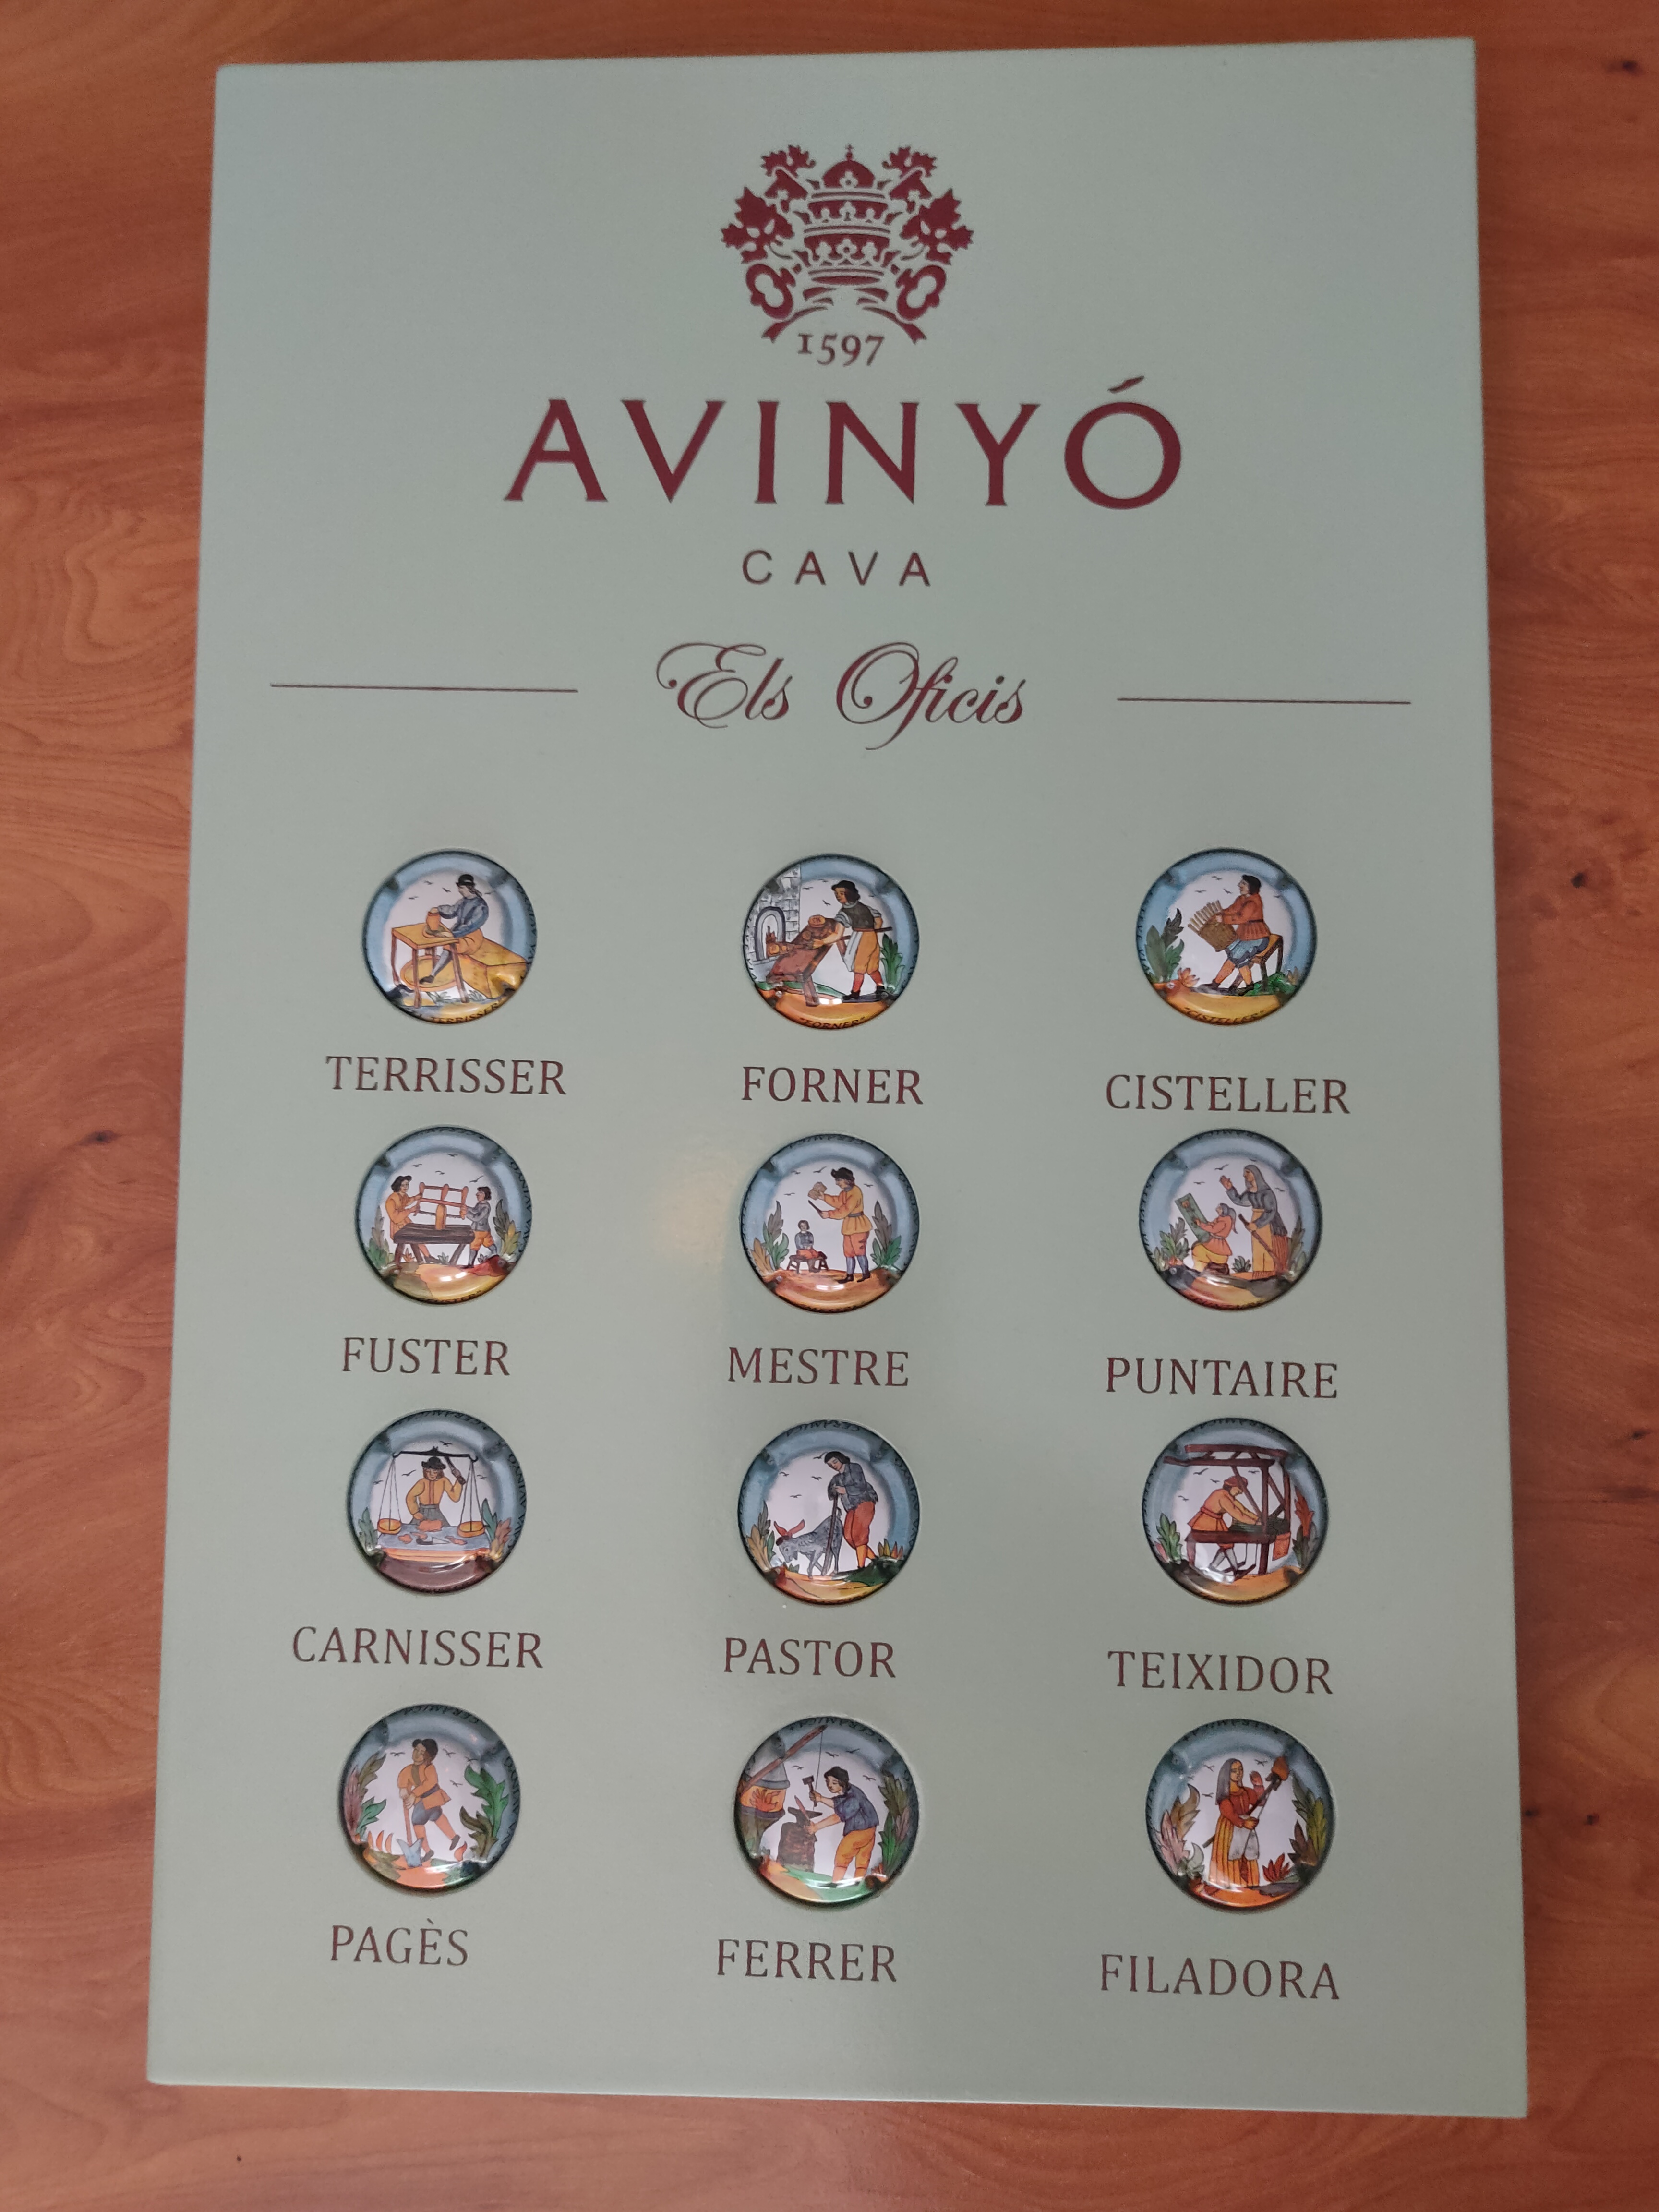 1597
AVINYÓ
CAVA
Els Oficis
TERRISSER FORNER CISTELLER
FUSTER MESTRE PUNTAIRE
CARNISSER PASTOR TEIXIDOR
PAGÈS FERRER FILADORA